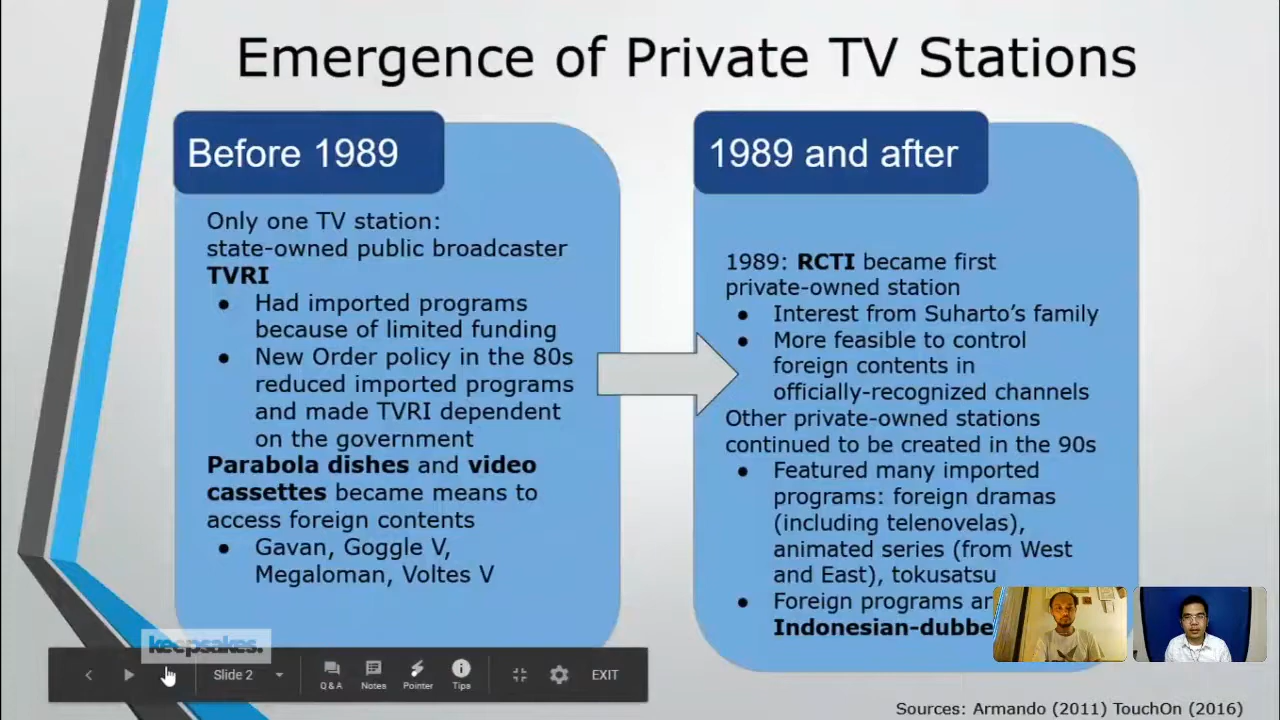 Emergence of Private TV Stations
Before 1989
Only one TV station:
state-owned public broadcaster
TVRI
● Had imported programs
because of limited funding
● New Order policy in the 80s
reduced imported programs
and made TVRI dependent
on the government
Parabola dishes and video
cassettes became means to
access foreign contents
● Gavan, Goggle V,
Megaloman, Voltes V
1989 and after
1989: RCTI became first
private-owned station
● Interest from Suharto’s family
● More feasible to control
foreign contents in
officially-recognized channels
Other private-owned stations
continued to be created in the 90s
● Featured many imported
programs: foreign dramas
(including telenovelas),
animated series (from West
and East), tokusatsu
● Foreign programs
Indonesian-dubbe
keepsakes.
Slide 2
Q & A
Notes
Pointer
Tips
EXIT
Sources: Armando (2011) TouchOn (2016)